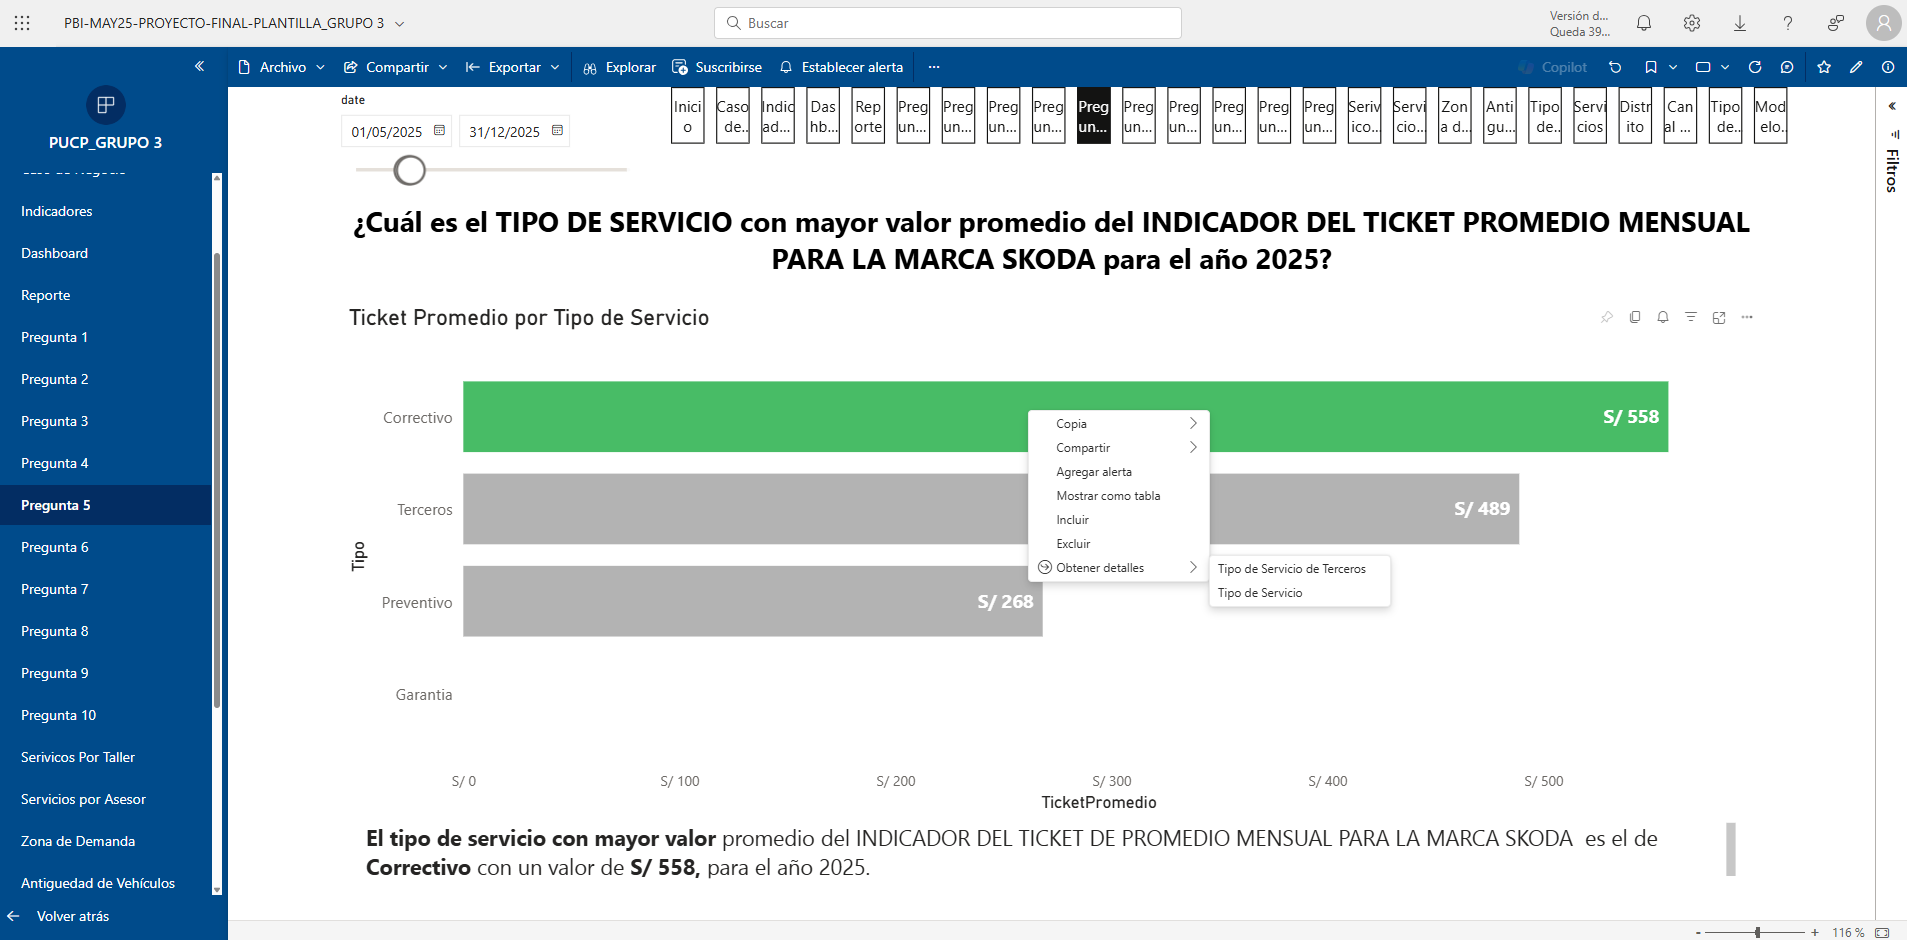 PBI-MAY25-PROYECTO-FINAL-PLANTILLA_GRUPO 3
Buscar
Versión d...
Queda 39...
Archivo
Compartir
Exportar
Explorar
Suscribirse
Establecer alerta
...
Copilot
PUCP_GRUPO 3
Indicadores
Dashboard
Reporte
Pregunta 1
Pregunta 2
Pregunta 3
Pregunta 4
Pregunta 5
Pregunta 6
Pregunta 7
Pregunta 8
Pregunta 9
Pregunta 10
Serivicos Por Taller
Servicios por Asesor
Zona de Demanda
Antiguedad de Vehículos
Volver atrás
date
01/05/2025
31/12/2025
Inici
o
Caso
de..
Indic
ad...
Das
hb...
Rep
orte
Preg
un...
Preg
un...
Preg
un...
Preg
un...
Preg
un...
Preg
un...
Preg
un...
Preg
un...
Preg
un...
Preg
un...
Seriv
ico...
Servi
cio...
Zon
a d...
Anti
gu...
Tipo
de..
Servi
cios
Distr
ito
Can
al ...
Tipo
de..
Mod
elo..
Filtros
¿Cuál es el TIPO DE SERVICIO con mayor valor promedio del INDICADOR DEL TICKET PROMEDIO MENSUAL
PARA LA MARCA SKODA para el año 2025?
Ticket Promedio por Tipo de Servicio
Tipo
Correctivo
S/ 558
Terceros
S/ 489
Preventivo
S/ 268
Garantia
Copia
Compartir
Agregar alerta
Mostrar como tabla
Incluir
Excluir
Obtener detalles
Tipo de Servicio de Terceros
Tipo de Servicio
S/ 0
S/ 100
S/ 200
S/ 300
S/ 400
S/ 500
TicketPromedio
El tipo de servicio con mayor valor promedio del INDICADOR DEL TICKET DE PROMEDIO MENSUAL PARA LA MARCA SKODA  es el de
Correctivo con un valor de S/ 558, para el año 2025.
- + 116 %